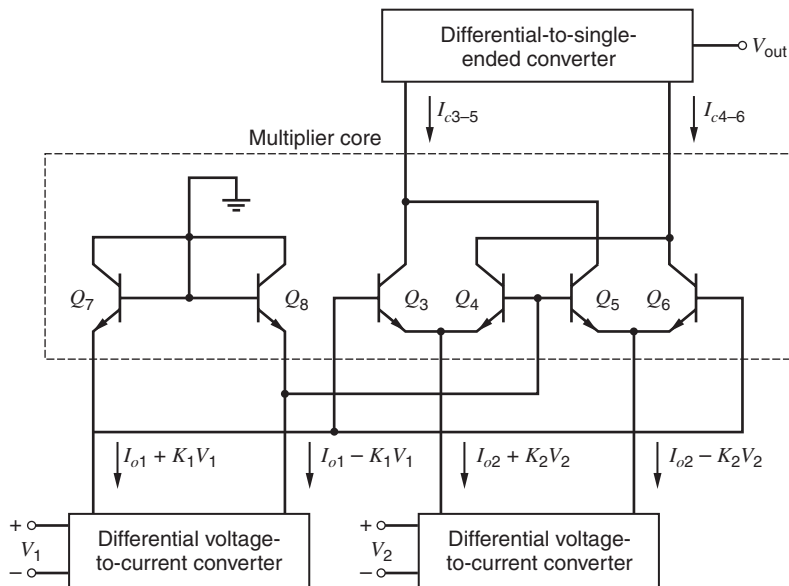 Differential-to-single-
ended converter
V_out
I_c3–5
I_c4–6
Multiplier core
Q_7
Q_8
Q_3
Q_4
Q_5
Q_6
I_o1 + K_1V_1
I_o1 – K_1V_1
I_o2 + K_2V_2
I_o2 – K_2V_2
+
V_1
–
Differential voltage-
to-current converter
+
V_2
–
Differential voltage-
to-current converter